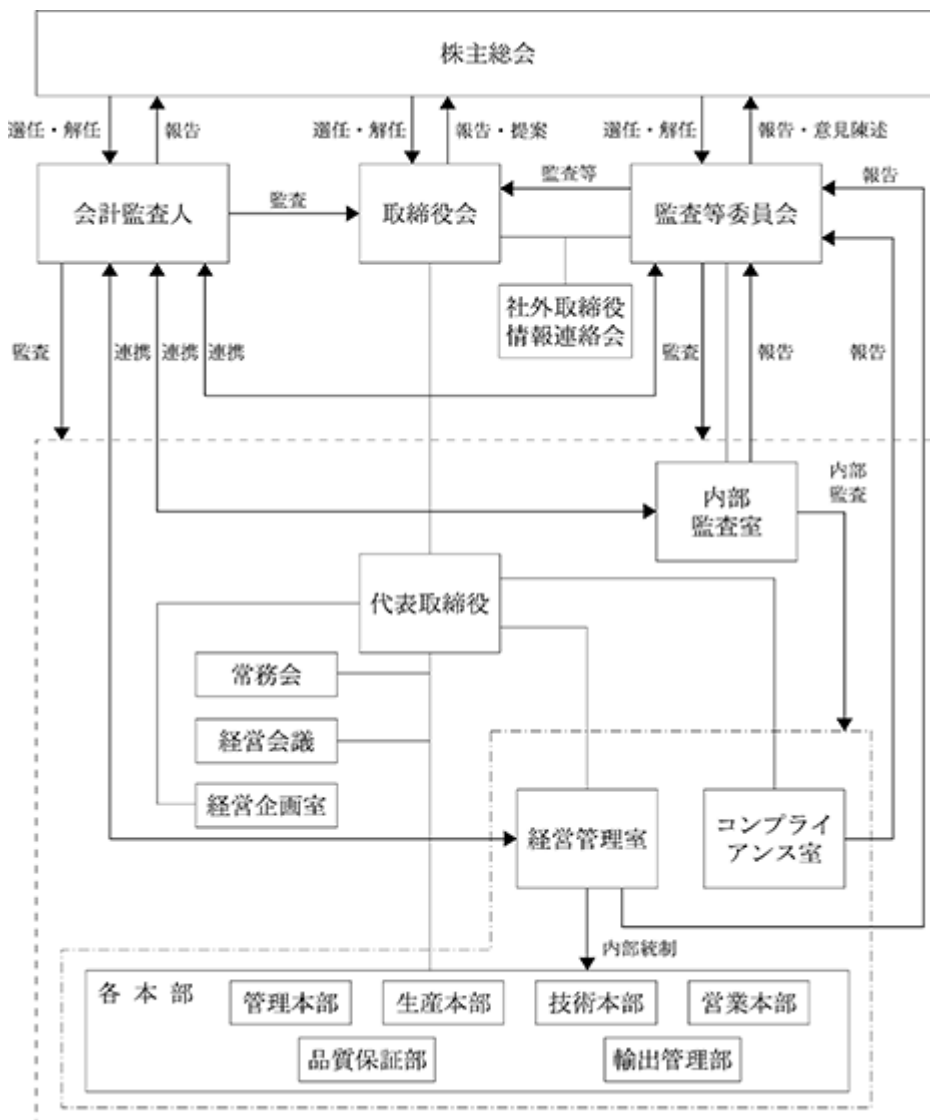 株主総会
選任・解任
報告
選任・解任
報告・提案
選任・解任
報告・意見陳述
会計監査人
監査
取締役会
監査等
監査等委員会
報告
社外取締役
情報連絡会
監査
連携
連携
連携
監査
報告
報告
内部
監査室
内部
監査
代表取締役
常務会
経営会議
経営企画室
経営管理室
コンプライ
アンス室
内部統制
各本部
管理本部
生産本部
技術本部
営業本部
品質保証部
輸出管理部